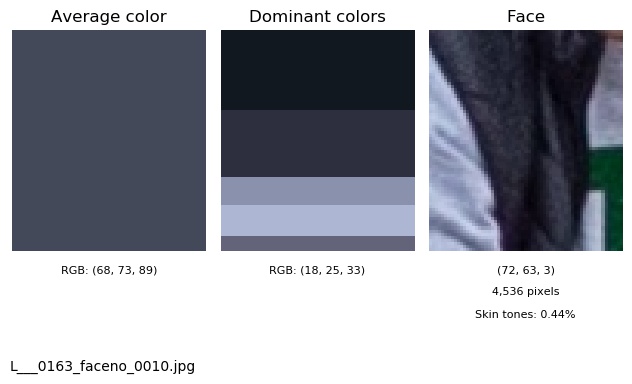 Average color
Dominant colors
Face
RGB: (68, 73, 89)
RGB: (18, 25, 33)
(72, 63, 3)
4,536 pixels
Skin tones: 0.44%
L___0163_faceno_0010.jpg